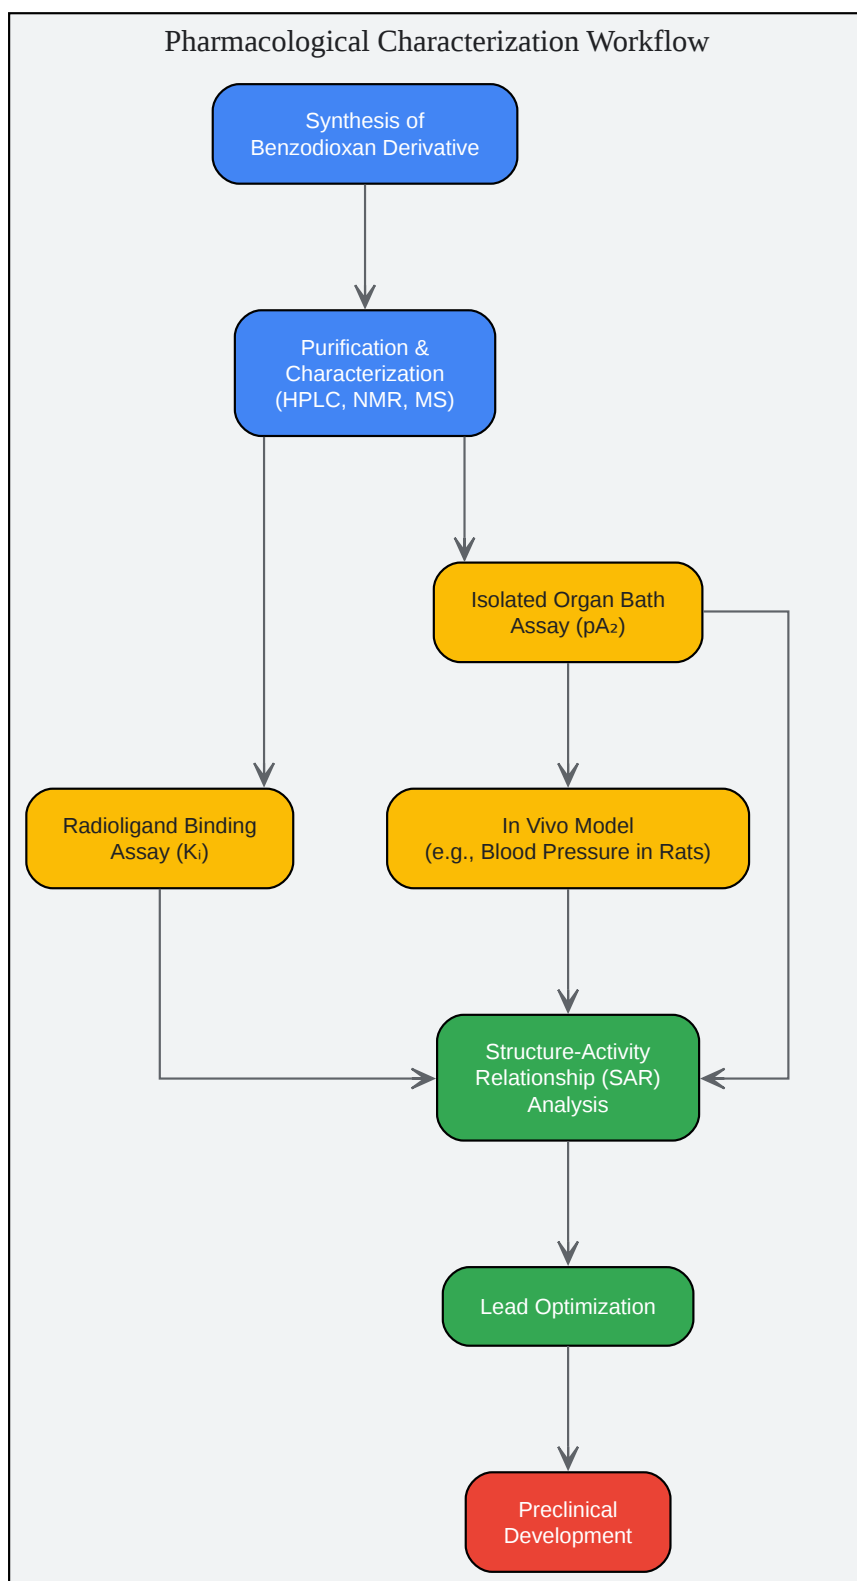 Pharmacological Characterization Workflow
Synthesis of
Benzodioxan Derivative
Purification &
Characterization
(HPLC, NMR, MS)
Isolated Organ Bath
Assay (pA₂)
Radioligand Binding
Assay (Kᵢ)
In Vivo Model
(e.g., Blood Pressure in Rats)
Structure-Activity
Relationship (SAR)
Analysis
Lead Optimization
Preclinical
Development